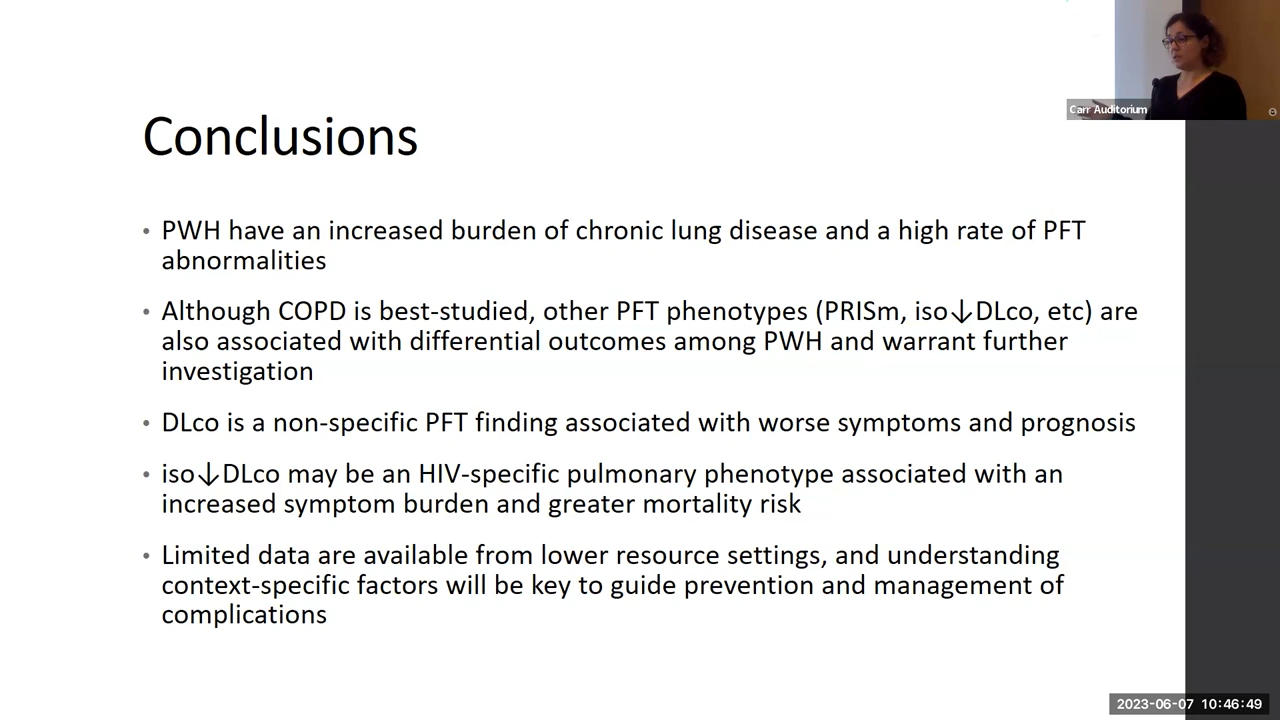 Carr Auditorium
Conclusions
• PWH have an increased burden of chronic lung disease and a high rate of PFT
abnormalities
• Although COPD is best-studied, other PFT phenotypes (PRISm, iso↓DLco, etc) are
also associated with differential outcomes among PWH and warrant further
investigation
• DLco is a non-specific PFT finding associated with worse symptoms and prognosis
• iso↓DLco may be an HIV-specific pulmonary phenotype associated with an
increased symptom burden and greater mortality risk
• Limited data are available from lower resource settings, and understanding
context-specific factors will be key to guide prevention and management of
complications
2023-06-07 10:46:49